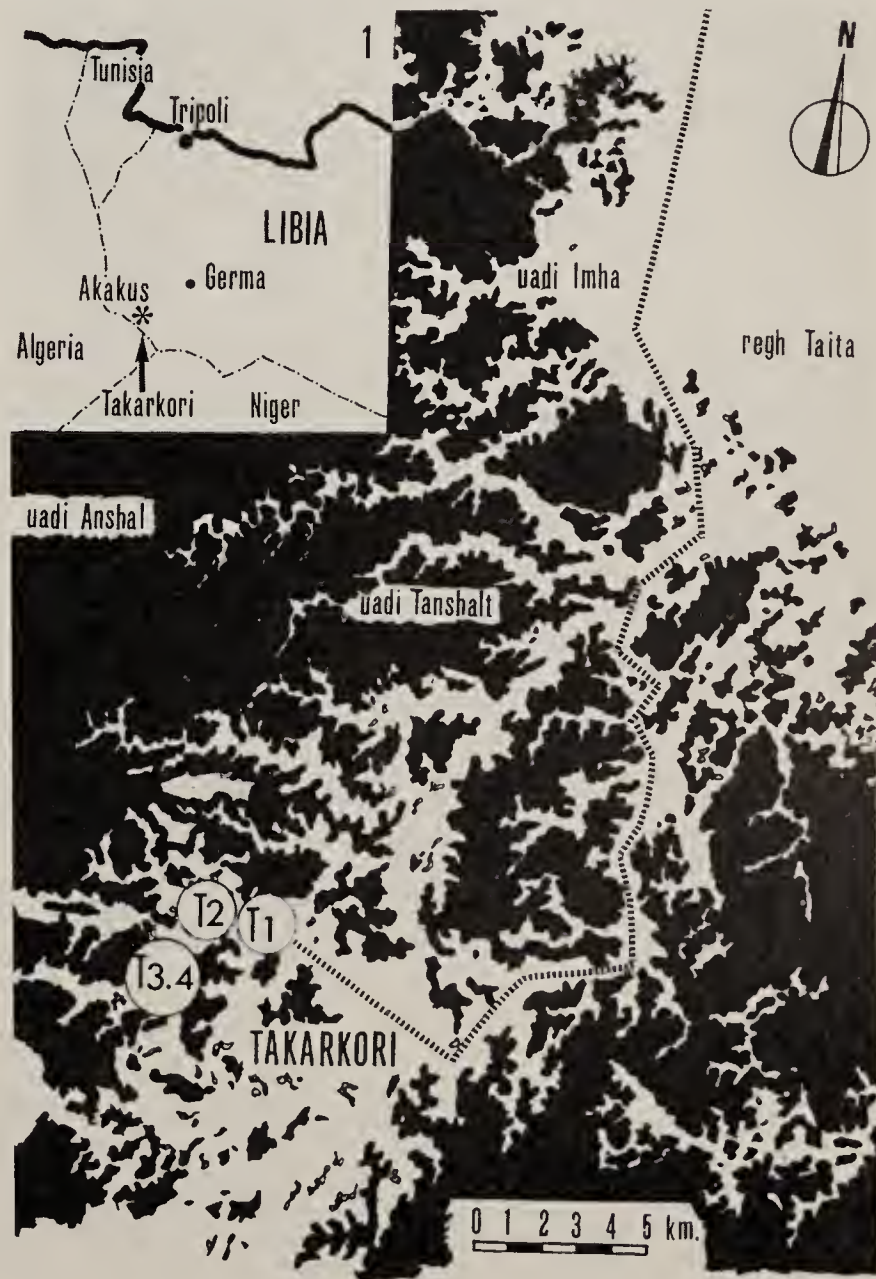 1
Tunisia
Tripoli
LIBIA
Germa
Akakus
Algeria
Takarkori
Niger
N
uadi Imha
regh Taita
uadi Anshal
uadi Tanshalt
T2
T1
T3.4
TAKARKORI
0 1 2 3 4 5 km.